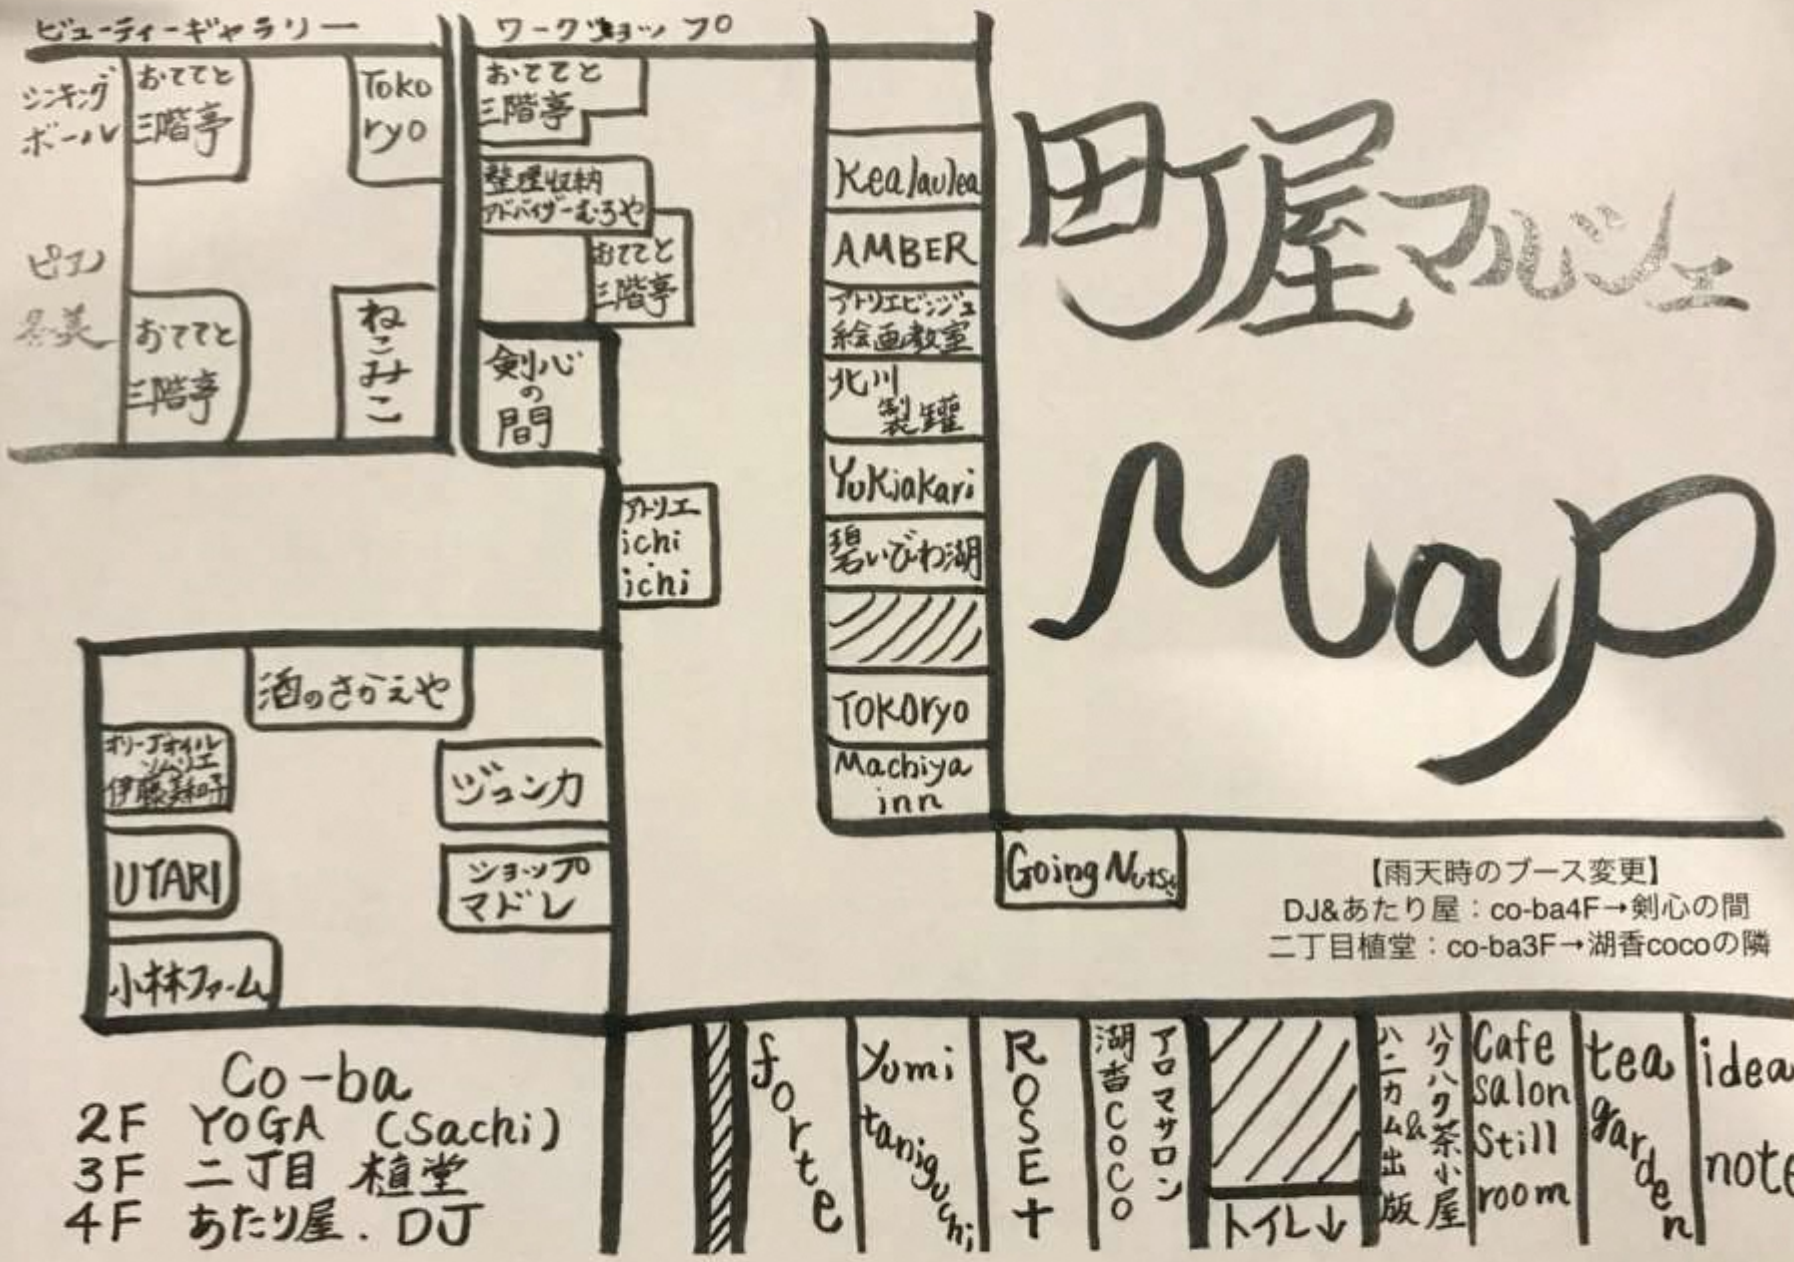 ビューティーギャラリー
シンキング
ボール
おててと
三階亭
Toko
ryo
ピエ
冬美
おててと
三階亭
ねこみこ
ワークショップ
おててと
三階亭
整理収納
アドバイザーむろや
おててと
三階亭
剣心
の
間
アトリエ
ichi
・
ichi
Kealaulea
AMBER
アトリエビンジュ
絵画教室
北川
製罐
Yukiakari
碧いびわ湖
TOKOryo
Machiya
inn
Going Nuts!
町屋マルシェ
Map
酒のさかえや
オリーブオイル
ソムリエ
伊藤美和子
UTARI
小林ファーム
ジュンカ
ショップ
マドレ
【雨天時のブース変更】
DJ&あたり屋：co-ba4F→剣心の間
二丁目植堂：co-ba3F→湖香cocoの隣
Co-ba
2F YOGA (Sachi)
3F 二丁目 植堂
4F あたり屋.DJ
forte
Yumi
taniguchi
ROSE+
アロマサロン
湖香COCO
トイレ↓
ハクハク茶小屋
&
ハニカム出版
Cafe
salon
Still
room
tea
garden
idea
note